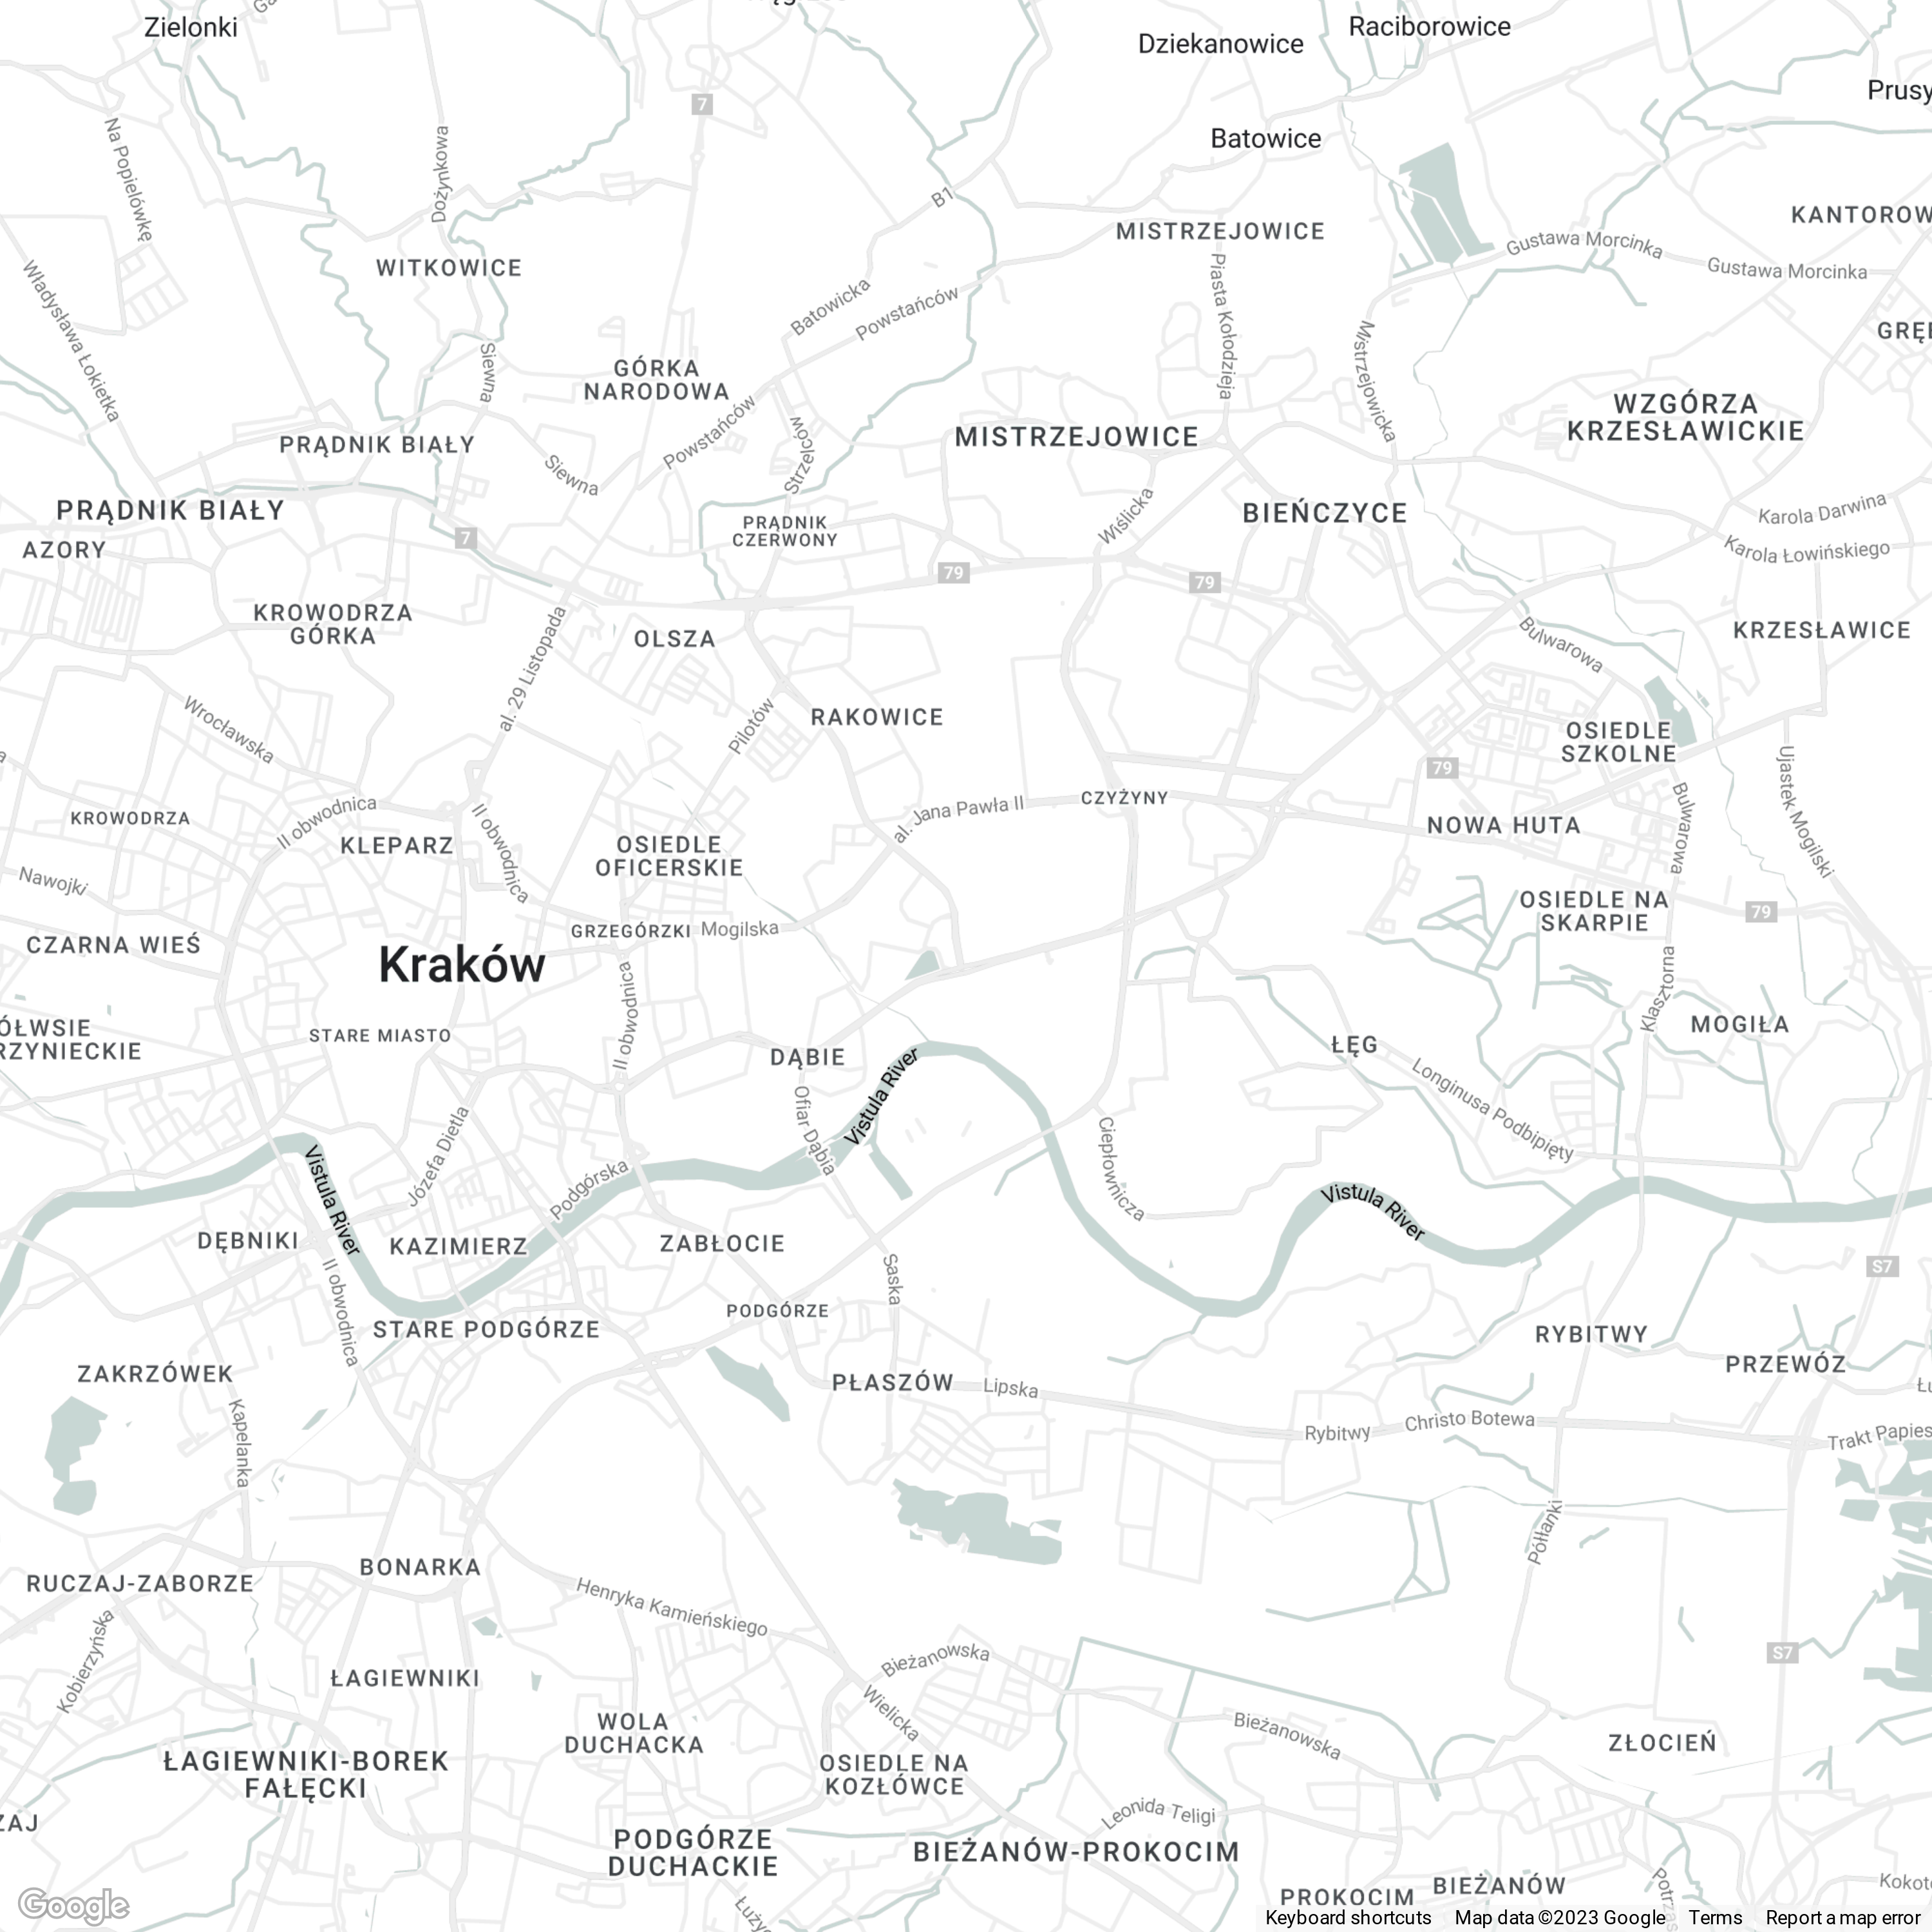 Zielonki
Dziekanowice
Raciborowice
Prusy
7
Batowice
Na Popielówkę
Dożynkowa
B1
MISTRZEJOWICE
KANTOROW
Gustawa Morcinka
Gustawa Morcinka
WITKOWICE
Władysława Łokietka
Batowicka
Powstańców
Piasta Kołodzieja
Mistrzejowicka
GRĘB
Siewna
GÓRKA
NARODOWA
WZGÓRZA
KRZESŁAWICKIE
Powstańców
Strzelców
MISTRZEJOWICE
PRĄDNIK BIAŁY
Siewna
PRĄDNIK BIAŁY
Wiślicka
BIEŃCZYCE
Karola Darwina
AZORY
7
PRĄDNIK
CZERWONY
Karola Łowińskiego
79
79
KROWODRZA
GÓRKA
al. 29 Listopada
OLSZA
Bulwarowa
KRZESŁAWICE
Wrocławska
Pilotów
RAKOWICE
OSIEDLE
SZKOLNE
79
Ujastek Mogilski
KROWODRZA
II obwodnica
KLEPARZ
II obwodnica
OSIEDLE
OFICERSKIE
al. Jana Pawła II
CZYŻYNY
NOWA HUTA
Bulwarowa
Nawojki
OSIEDLE NA
SKARPIE
79
CZARNA WIEŚ
GRZEGÓRZKI
Mogilska
Kraków
II obwodnica
Klasztorna
ÓŁWSIE
RZYNIECKIE
STARE MIASTO
MOGIŁA
DĄBIE
Vistula River
ŁĘG
Longinusa Podbipięty
Ofiar Dąbia
Józefa Dietla
Ciepłownicza
Vistula River
Podgórska
Vistula River
DĘBNIKI
KAZIMIERZ
ZABŁOCIE
Saska
S7
II obwodnica
PODGÓRZE
STARE PODGÓRZE
RYBITWY
PRZEWÓZ
ZAKRZÓWEK
PŁASZÓW
Lipska
Kapelanka
Rybitwy
Christo Botewa
Trakt Papies
Półłanki
BONARKA
RUCZAJ-ZABORZE
Henryka Kamieńskiego
Kobierzyńska
Bieżanowska
S7
ŁAGIEWNIKI
Wielicka
WOLA
DUCHACKA
Bieżanowska
ZŁOCIEŃ
ŁAGIEWNIKI-BOREK
FAŁĘCKI
OSIEDLE NA
KOZŁÓWCE
ZAJ
Leonida Teligi
PODGÓRZE
DUCHACKIE
BIEŻANÓW-PROKOCIM
PROKOCIM
BIEŻANÓW
Potrzas
Kokoto
Google
Keyboard shortcuts
Map data ©2023 Google
Terms
Report a map error